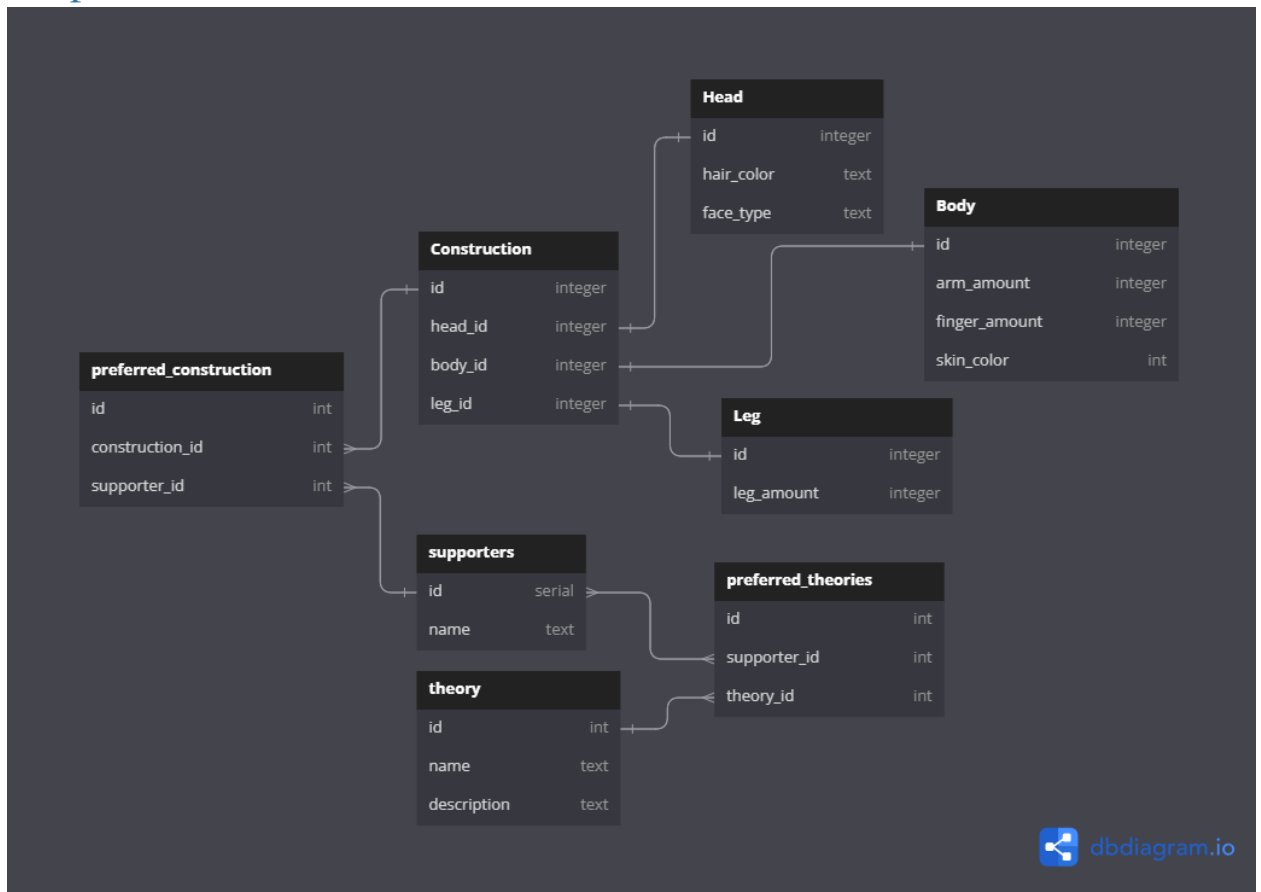 Head
id integer
hair_color text
face_type text
Body
id integer
arm_amount integer
finger_amount integer
skin_color int
Construction
id integer
head_id integer
body_id integer
leg_id integer
preferred_construction
id int
construction_id int
supporter_id int
Leg
id integer
leg_amount integer
supporters
id serial
name text
preferred_theories
id int
supporter_id int
theory_id int
theory
id int
name text
description text
dbdiagram.io